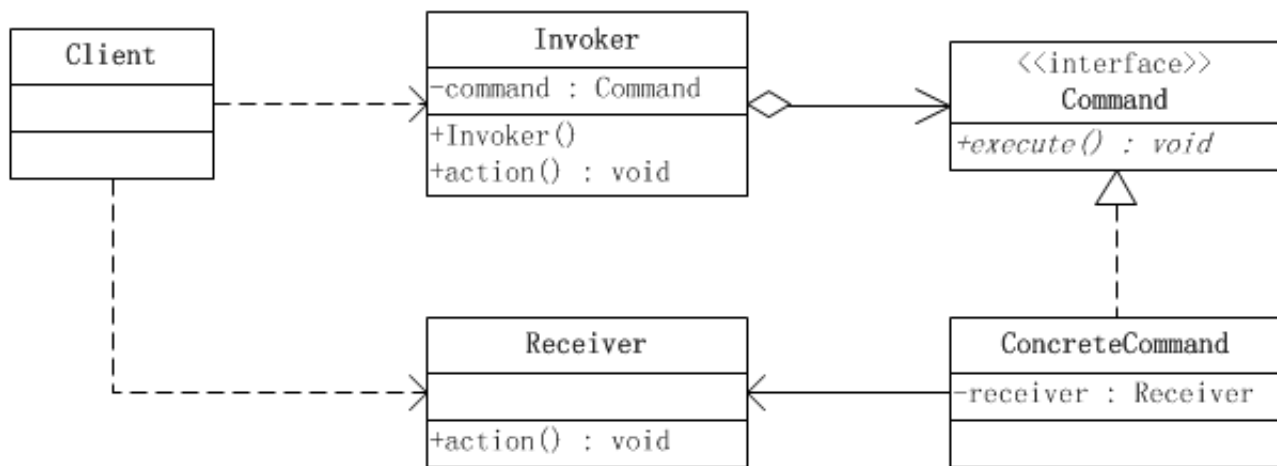 Client
Invoker
-command : Command
+Invoker()
+action() : void
<<interface>>
Command
+execute() : void
Receiver
+action() : void
ConcreteCommand
-receiver : Receiver